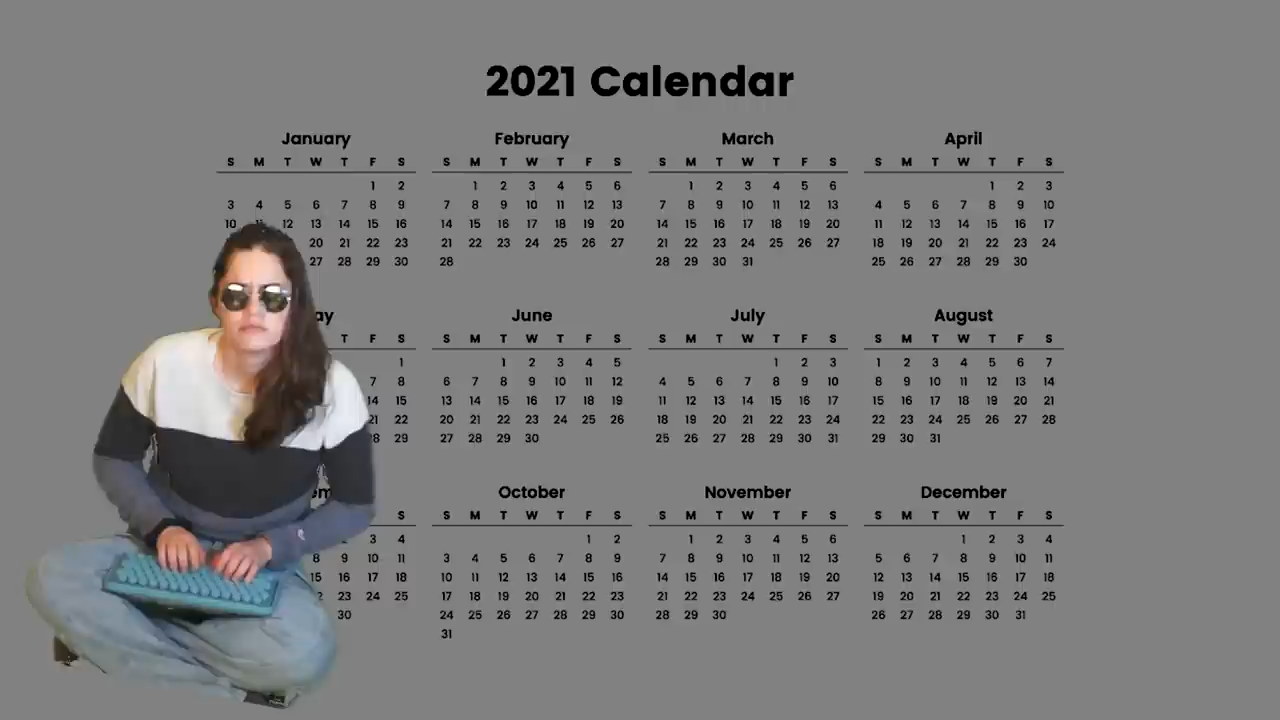 2021 Calendar
January February March April
S M T W T F S S M T W T F S S M T W T F S S M T W T F S
1 2 1 2 3 4 5 6 1 2 3 4 5 6 1 2 3
3 4 5 6 7 8 9 7 8 9 10 11 12 13 7 8 9 10 11 12 13 4 5 6 7 8 9 10
10 12 13 14 15 16 14 15 16 17 18 19 20 14 15 16 17 18 19 20 11 12 13 14 15 16 17
20 21 22 23 21 22 23 24 25 26 27 21 22 23 24 25 26 27 18 19 20 21 22 23 24
27 28 29 30 28 28 29 30 31 25 26 27 28 29 30
ay June July August
T F S S M T W T F S S M T W T F S S M T W T F S
1 1 2 3 4 5 1 2 3 1 2 3 4 5 6 7
7 8 6 7 8 9 10 11 12 4 5 6 7 8 9 10 8 9 10 11 12 13 14
14 15 13 14 15 16 17 18 19 11 12 13 14 15 16 17 15 16 17 18 19 20 21
21 22 20 21 22 23 24 25 26 18 19 20 21 22 23 24 22 23 24 25 26 27 28
28 29 27 28 29 30 25 26 27 28 29 30 31 29 30 31
em October November December
S S M T W T F S S M T W T F S S M T W T F S
3 4 1 2 1 2 3 4 5 6 1 2 3 4
8 9 10 11 3 4 5 6 7 8 9 7 8 9 10 11 12 13 5 6 7 8 9 10 11
15 16 17 18 10 11 12 13 14 15 16 14 15 16 17 18 19 20 12 13 14 15 16 17 18
23 24 25 17 18 19 20 21 22 23 21 22 23 24 25 26 27 19 20 21 22 23 24 25
30 24 25 26 27 28 29 30 28 29 30 26 27 28 29 30 31
31